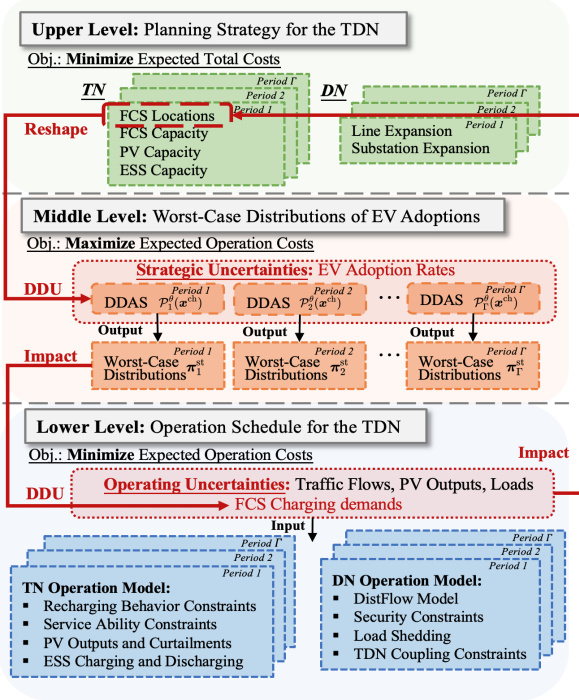 Upper Level: Planning Strategy for the TDN
Obj.: Minimize Expected Total Costs
TN
Period Γ
Period 2
Period 1
FCS Locations
FCS Capacity
PV Capacity
ESS Capacity
DN
Period Γ
Period 2
Period 1
Line Expansion
Substation Expansion
Reshape
Middle Level: Worst-Case Distributions of EV Adoptions
Obj.: Maximize Expected Operation Costs
Strategic Uncertainties: EV Adoption Rates
DDU
Period 1
DDAS 𝒫₁^θ(x^ch)
Period 2
DDAS 𝒫₂^θ(x^ch)
···
Period Γ
DDAS 𝒫_Γ^θ(x^ch)
Output
Output
Output
Impact
Period 1
Worst-Case
Distributions π₁^st
Period 2
Worst-Case
Distributions π₂^st
···
Period Γ
Worst-Case
Distributions π_Γ^st
Lower Level: Operation Schedule for the TDN
Obj.: Minimize Expected Operation Costs
Impact
DDU
Operating Uncertainties: Traffic Flows, PV Outputs, Loads
FCS Charging demands
Input
Period Γ
Period 2
Period 1
TN Operation Model:
▪ Recharging Behavior Constraints
▪ Service Ability Constraints
▪ PV Outputs and Curtailments
▪ ESS Charging and Discharging
Period Γ
Period 2
Period 1
DN Operation Model:
▪ DistFlow Model
▪ Security Constraints
▪ Load Shedding
▪ TDN Coupling Constraints